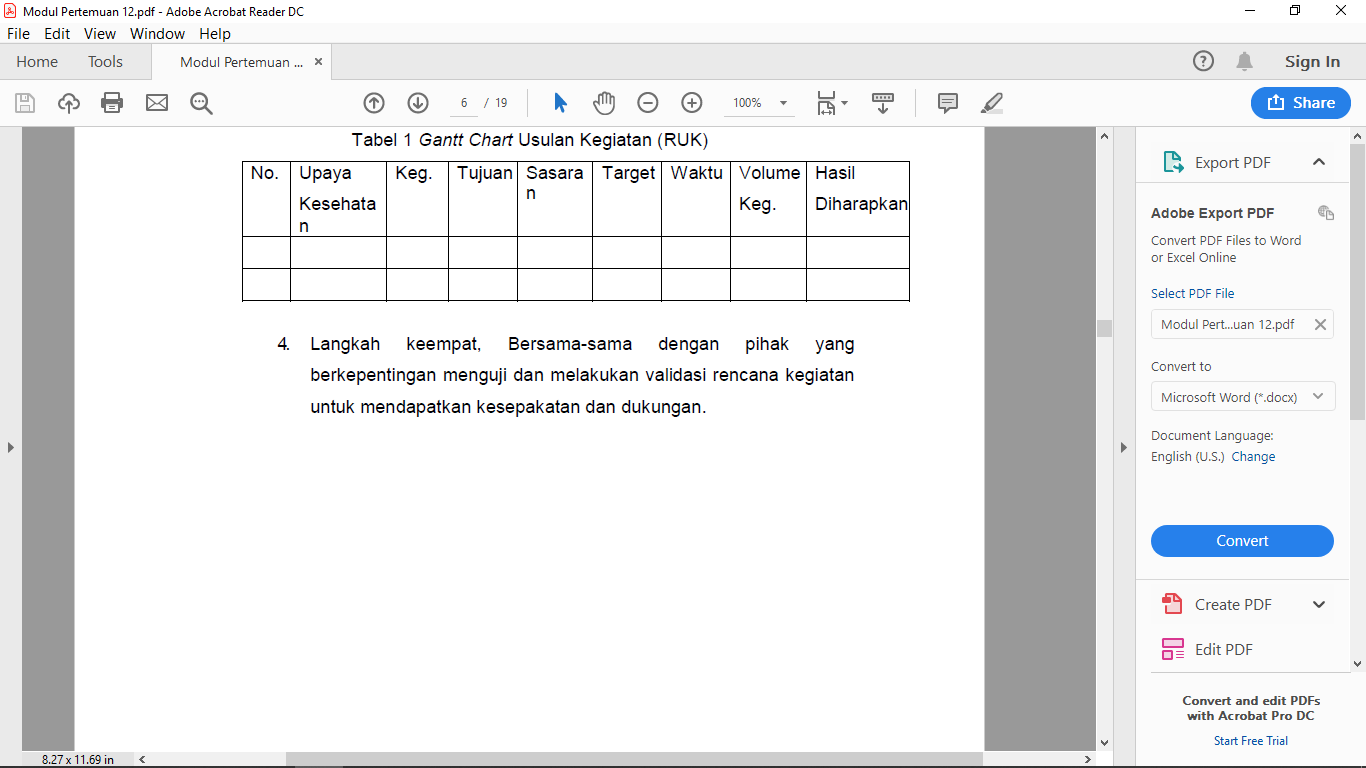 Modul Pertemuan 12.pdf - Adobe Acrobat Reader DC
File Edit View Window Help
Home Tools Modul Pertemuan ... ×
Sign In
6 / 19
100%
Share
Tabel 1 Gantt Chart Usulan Kegiatan (RUK)
No. Upaya Keg. Tujuan Sasara Target Waktu Volume Hasil
n
Kesehata Keg. Diharapkan
n
4. Langkah keempat, Bersama-sama dengan pihak yang
berkepentingan menguji dan melakukan validasi rencana kegiatan
untuk mendapatkan kesepakatan dan dukungan.
8.27 x 11.69 in
Export PDF
Adobe Export PDF
Convert PDF Files to Word
or Excel Online
Select PDF File
Modul Pert...uan 12.pdf
Convert to
Microsoft Word (*.docx)
Document Language:
English (U.S.) Change
Convert
Create PDF
Edit PDF
Convert and edit PDFs
with Acrobat Pro DC
Start Free Trial